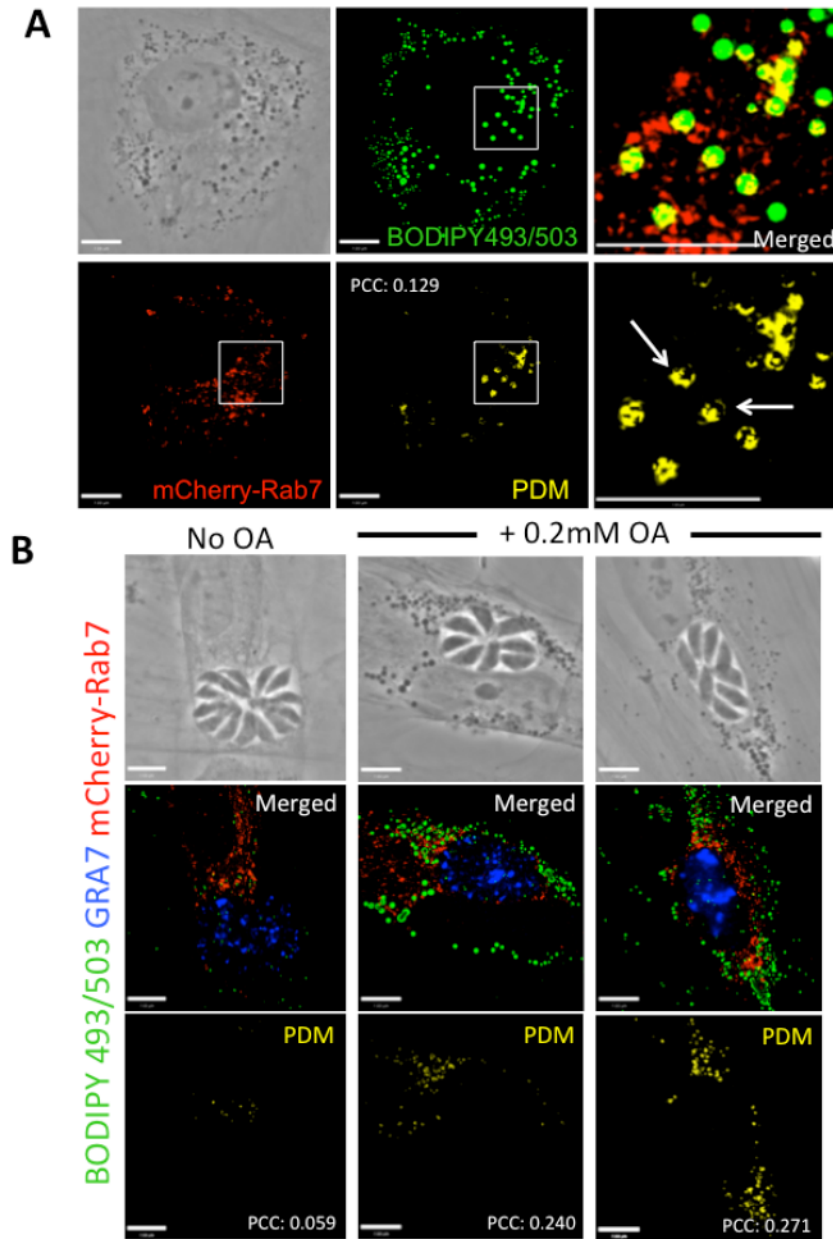 A
BODIPY493/503
Merged
mCherry-Rab7
PCC: 0.129
PDM
B
No OA
+ 0.2mM OA
BODIPY 493/503 GRA7 mCherry-Rab7
Merged
Merged
Merged
PDM
PCC: 0.059
PDM
PCC: 0.240
PDM
PCC: 0.271